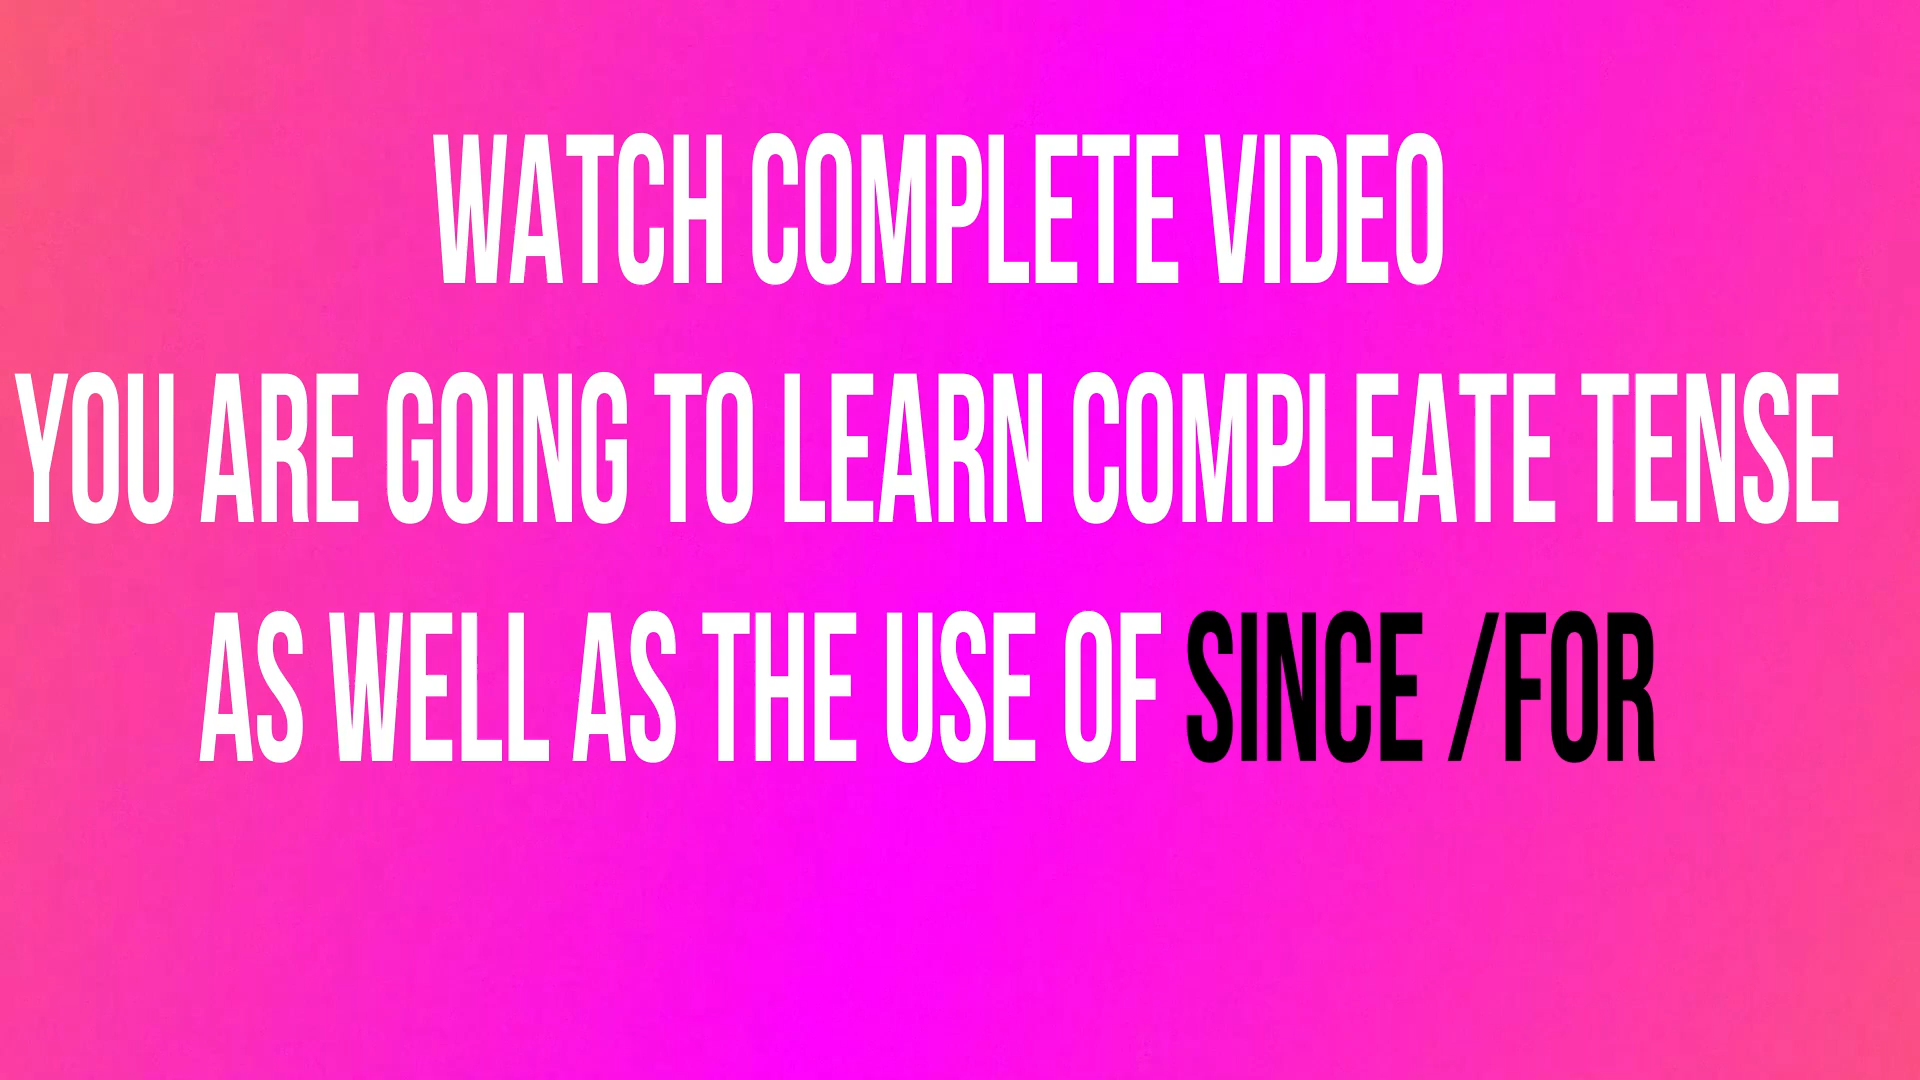 WATCH COMPLETE VIDEO
YOU ARE GOING TO LEARN COMPLEATE TENSE
AS WELL AS THE USE OF SINCE /FOR